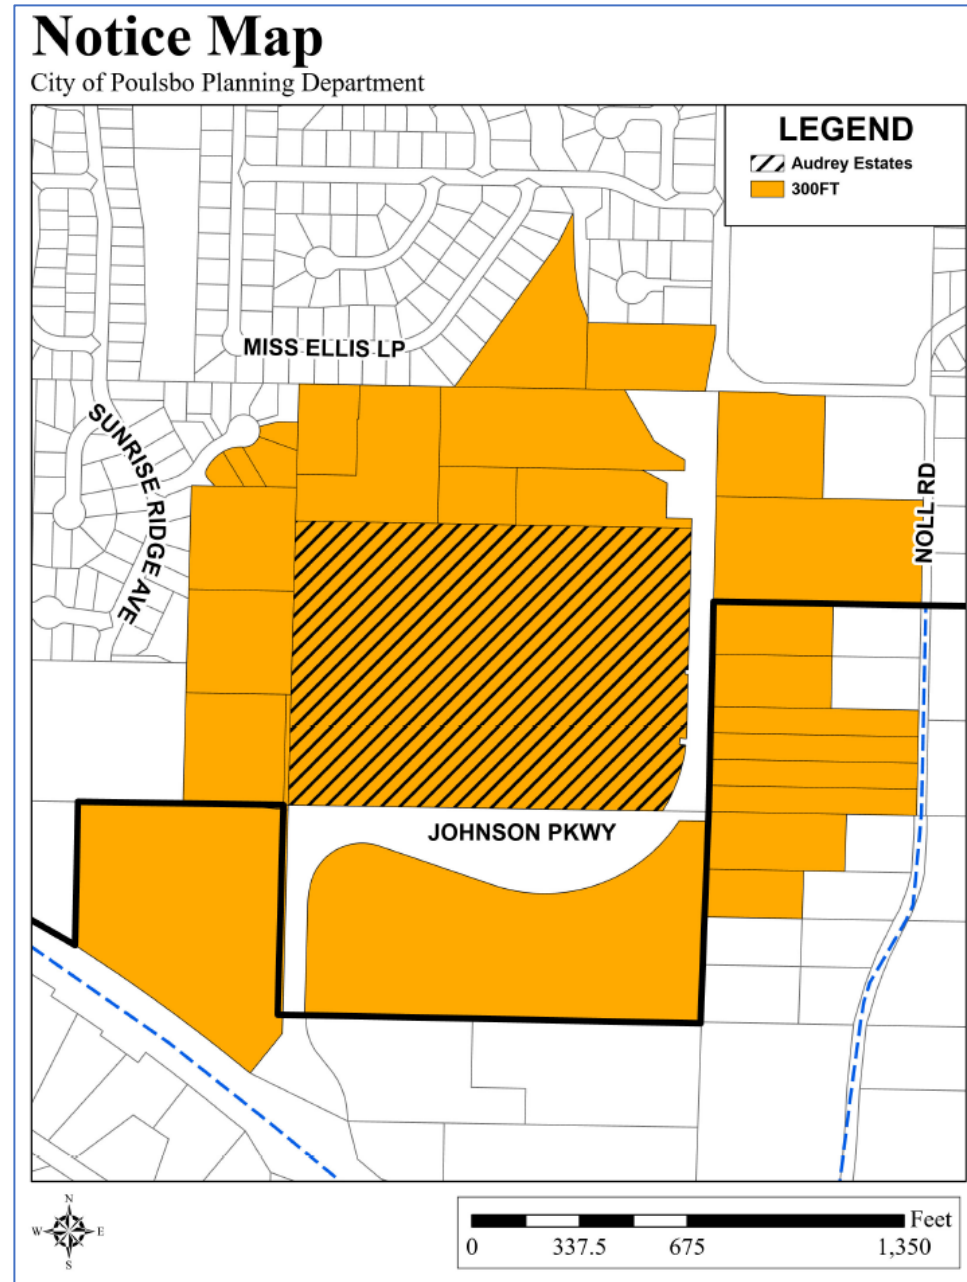 Notice Map
City of Poulsbo Planning Department
LEGEND
Audrey Estates
300FT
MISS ELLIS LP
SUNRISE RIDGE AVE
NOLL RD
JOHNSON PKWY
N
W E
S
Feet
0 337.5 675 1,350